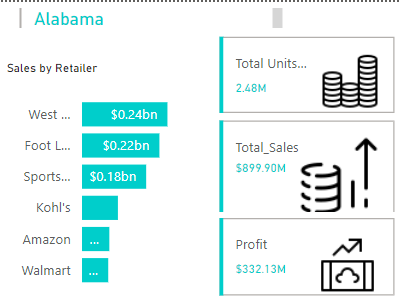 Alabama
Sales by Retailer
West ...
$0.24bn
Foot L...
$0.22bn
Sports...
$0.18bn
Kohl's
Amazon
...
Walmart
...
Total Units...
2.48M
Total_Sales
$899.90M
Profit
$332.13M